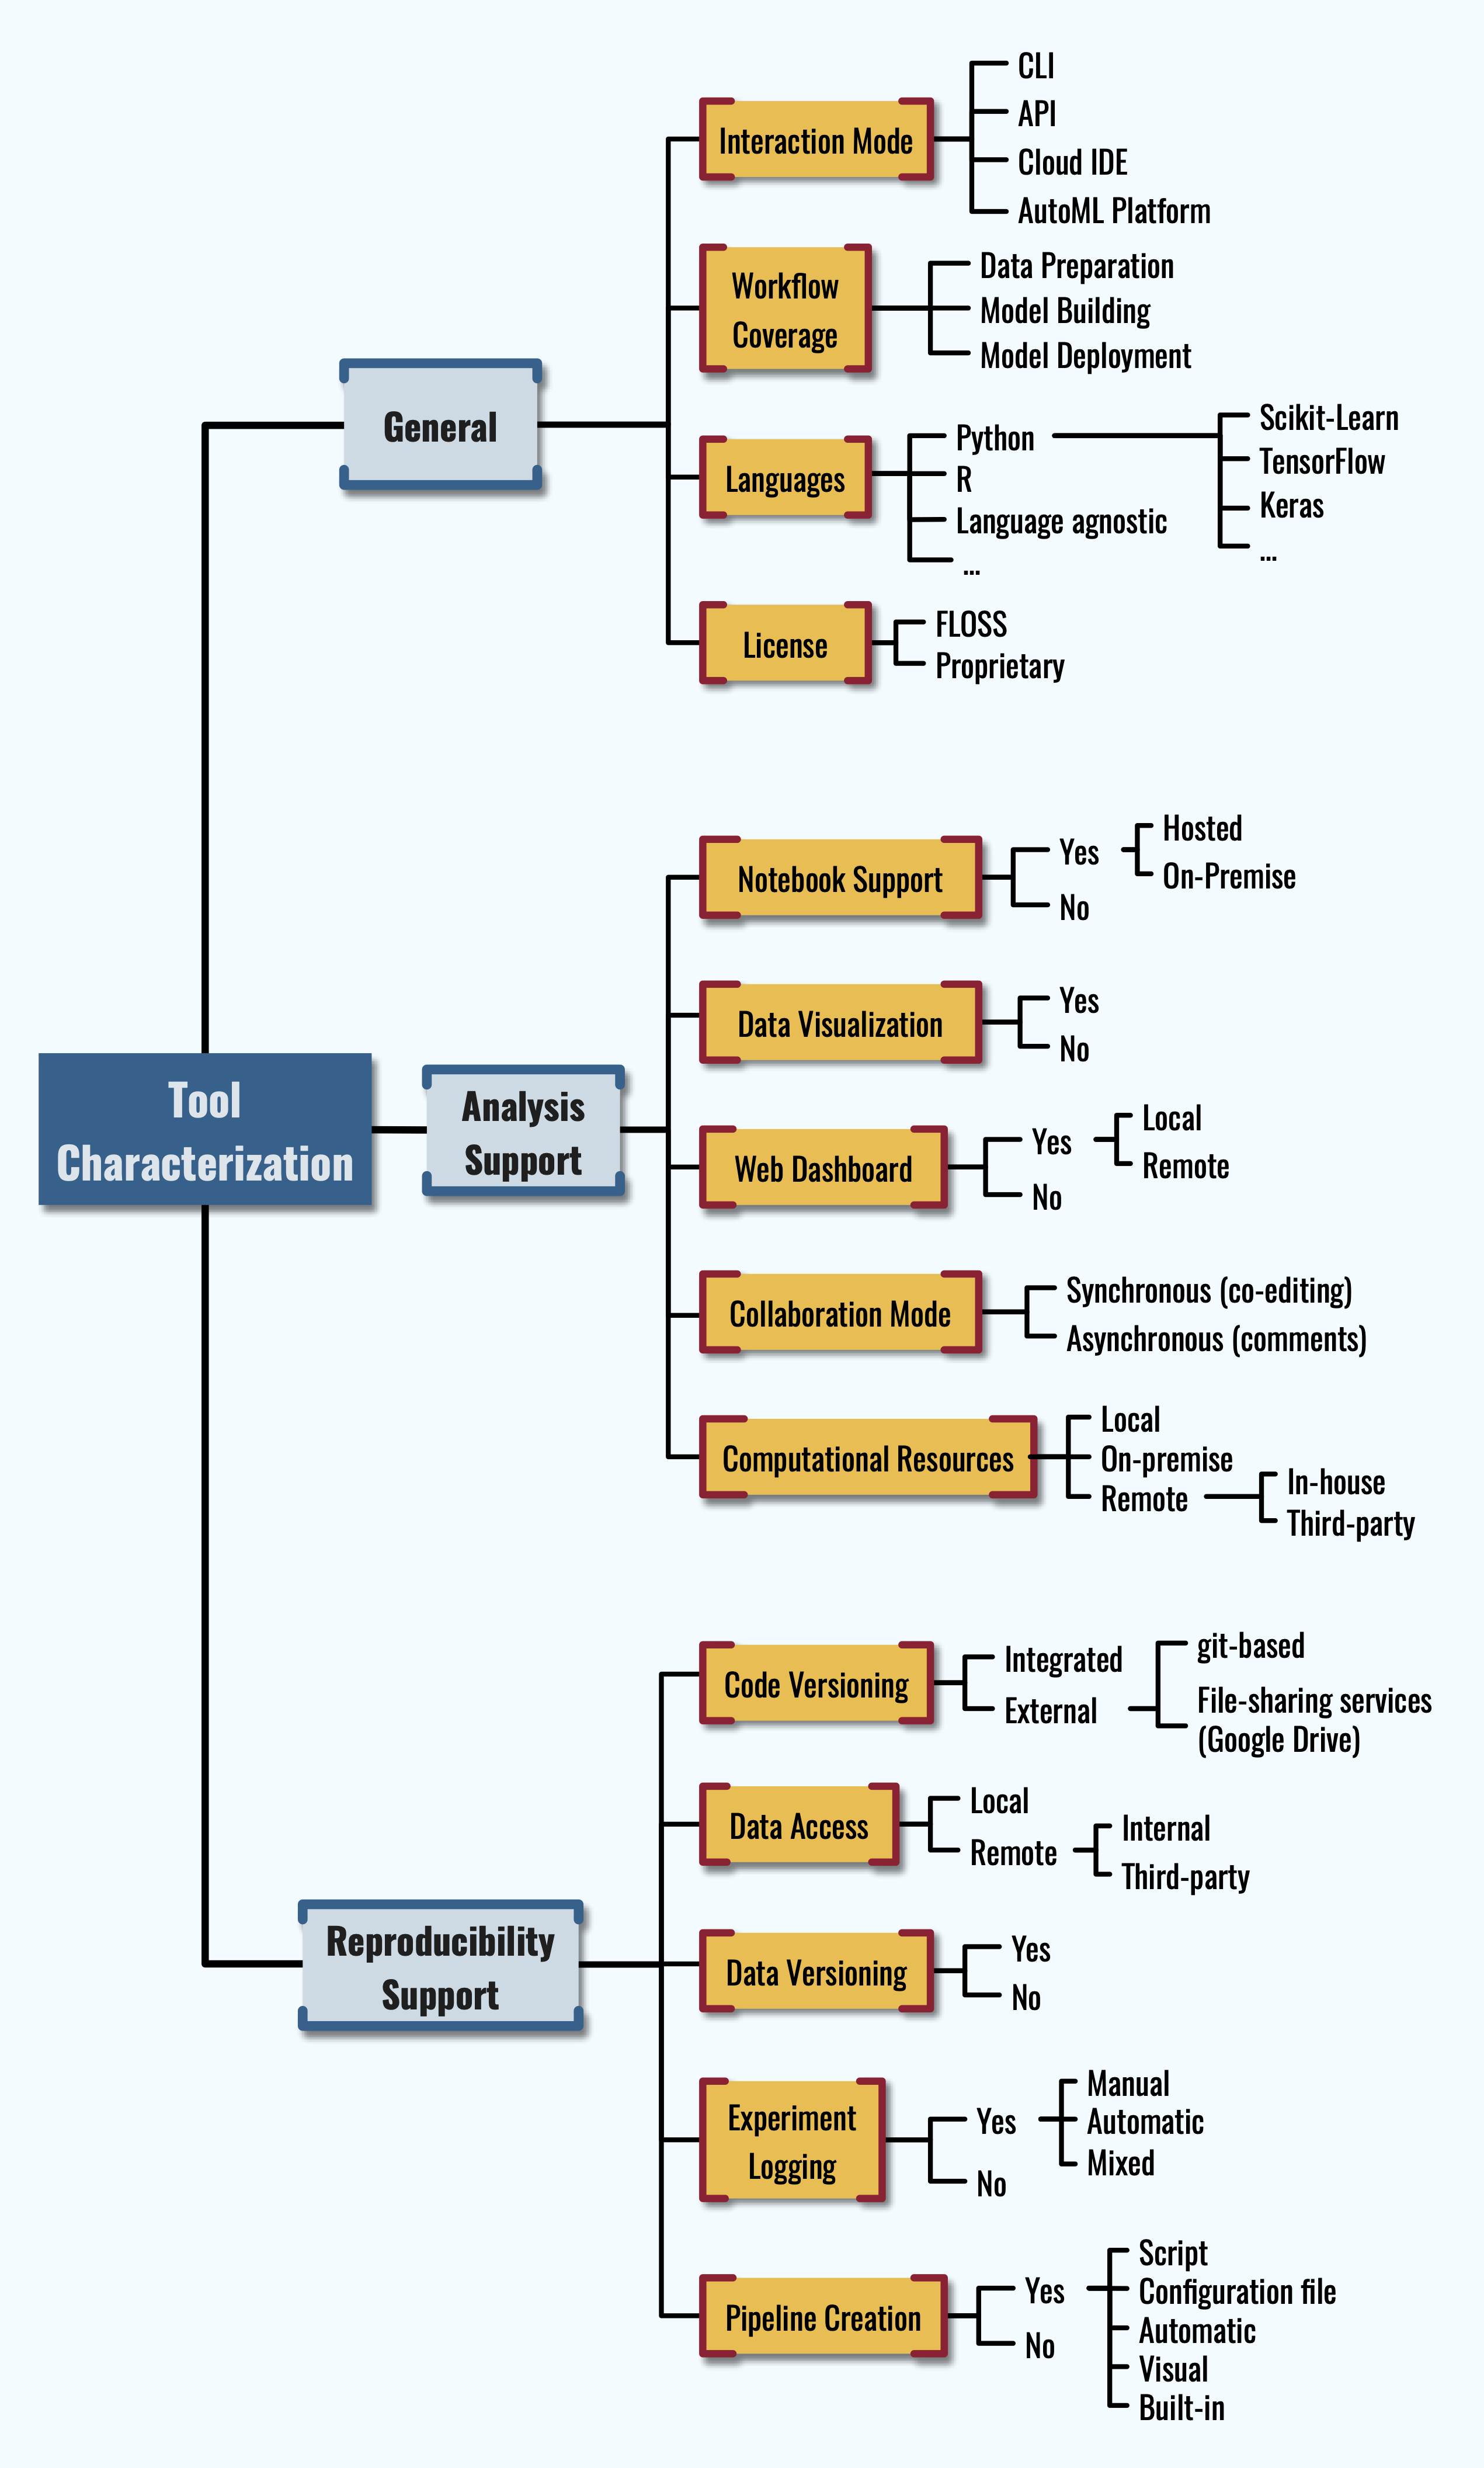 Tool
Characterization
General
Interaction Mode
CLI
API
Cloud IDE
AutoML Platform
Workflow
Coverage
Data Preparation
Model Building
Model Deployment
Languages
Python
Scikit-Learn
TensorFlow
Keras
...
R
Language agnostic
...
License
FLOSS
Proprietary
Analysis
Support
Notebook Support
Yes
Hosted
On-Premise
No
Data Visualization
Yes
No
Web Dashboard
Yes
Local
Remote
No
Collaboration Mode
Synchronous (co-editing)
Asynchronous (comments)
Computational Resources
Local
On-premise
Remote
In-house
Third-party
Reproducibility
Support
Code Versioning
Integrated
External
git-based
File-sharing services
(Google Drive)
Data Access
Local
Remote
Internal
Third-party
Data Versioning
Yes
No
Experiment
Logging
Yes
Manual
Automatic
Mixed
No
Pipeline Creation
Yes
Script
Configuration file
Automatic
Visual
Built-in
No